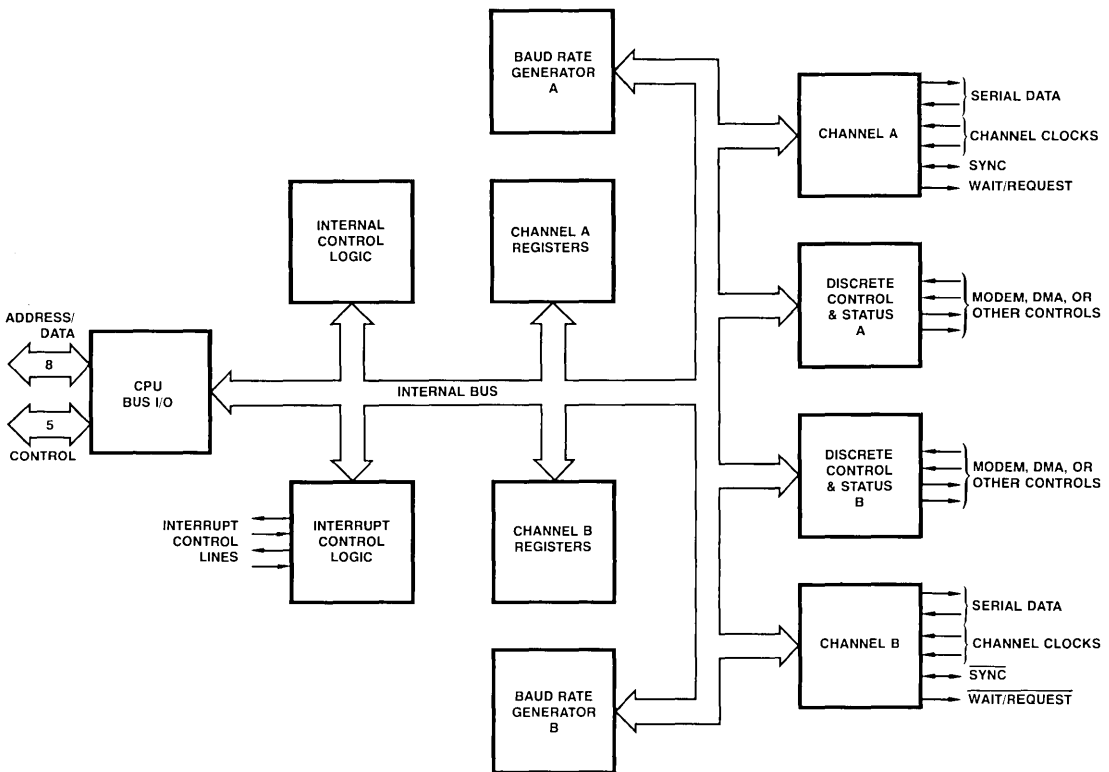 BAUD RATE
GENERATOR
A
CHANNEL A
SERIAL DATA
CHANNEL CLOCKS
SYNC
WAIT/REQUEST
INTERNAL
CONTROL
LOGIC
CHANNEL A
REGISTERS
DISCRETE
CONTROL
& STATUS
A
MODEM, DMA, OR
OTHER CONTROLS
ADDRESS/
DATA
8
CPU
BUS I/O
5
CONTROL
INTERNAL BUS
DISCRETE
CONTROL
& STATUS
B
MODEM, DMA, OR
OTHER CONTROLS
INTERRUPT
CONTROL
LINES
INTERRUPT
CONTROL
LOGIC
CHANNEL B
REGISTERS
CHANNEL B
SERIAL DATA
CHANNEL CLOCKS
SYNC
WAIT/REQUEST
BAUD RATE
GENERATOR
B